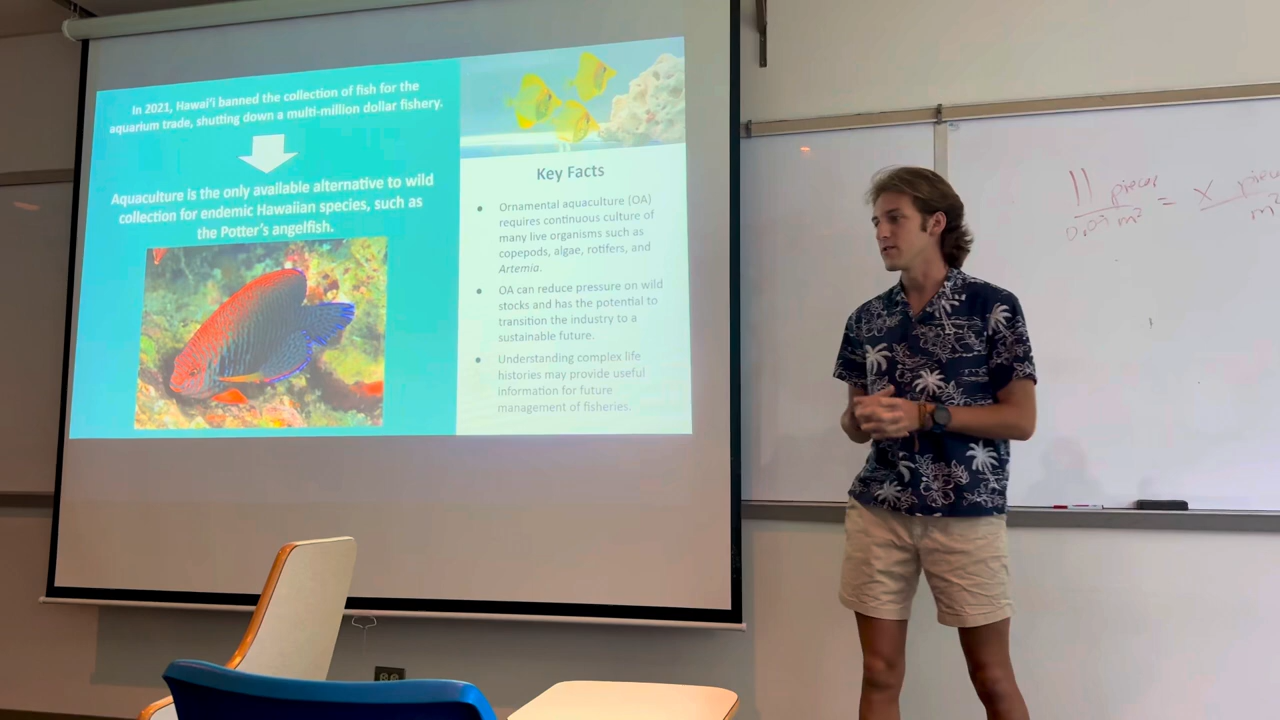 In 2021, Hawai'i banned the collection of fish for the
aquarium trade, shutting down a multi-million dollar fishery.
Aquaculture is the only available alternative to wild
collection for endemic Hawaiian species, such as
the Potter's angelfish.
Key Facts
● Ornamental aquaculture (OA)
requires continuous culture of
many live organisms such as
copepods, algae, rotifers, and
Artemia.
● OA can reduce pressure on wild
stocks and has the potential to
transition the industry to a
sustainable future.
● Understanding complex life
histories may provide useful
information for future
management of fisheries.
11 pieces = X
m²